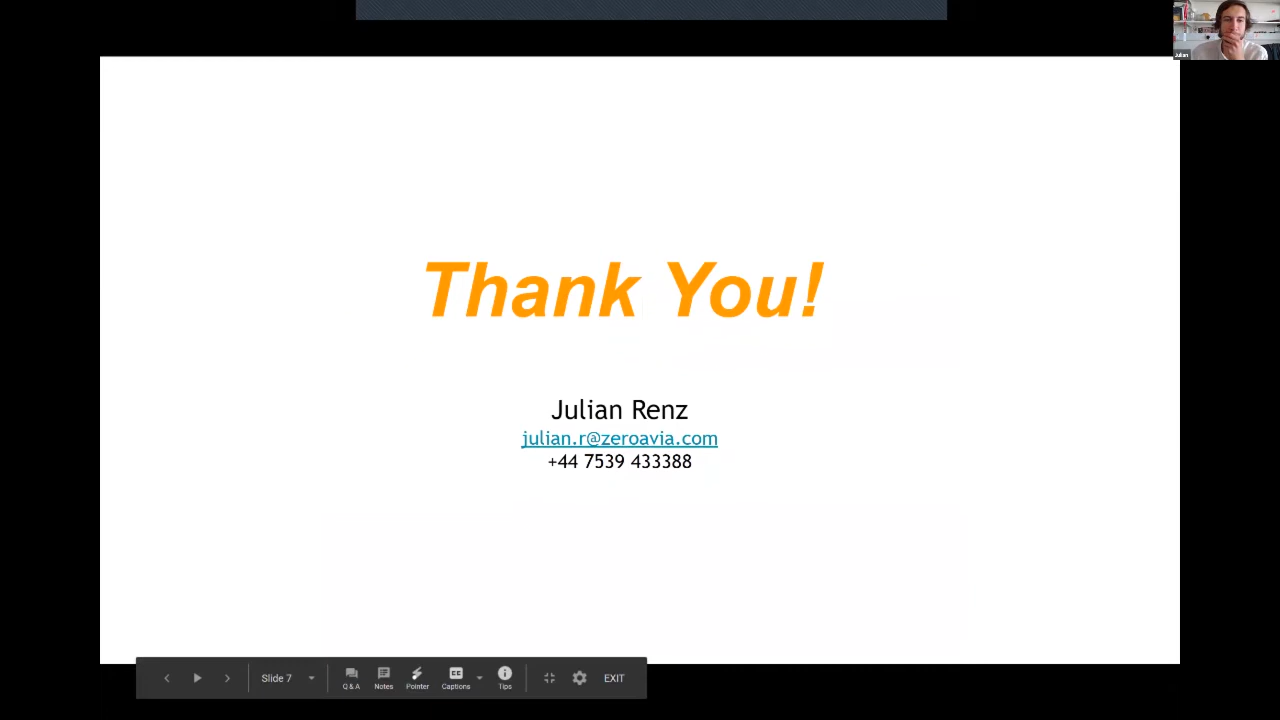 Julian
Thank You!
Julian Renz
julian.r@zeroavia.com
+44 7539 433388
Slide 7
Q & A
Notes
Pointer
Captions
Tips
EXIT